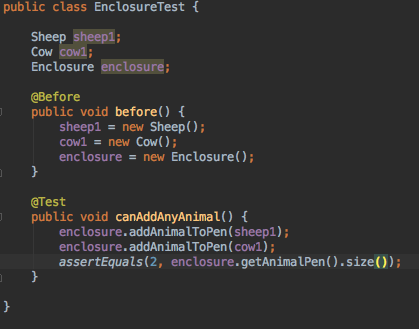 public class EnclosureTest {
Sheep sheep1;
Cow cow1;
Enclosure enclosure;
@Before
public void before() {
sheep1 = new Sheep();
cow1 = new Cow();
enclosure = new Enclosure();
}
@Test
public void canAddAnyAnimal() {
enclosure.addAnimalToPen(sheep1);
enclosure.addAnimalToPen(cow1);
assertEquals(2, enclosure.getAnimalPen().size());
}
}